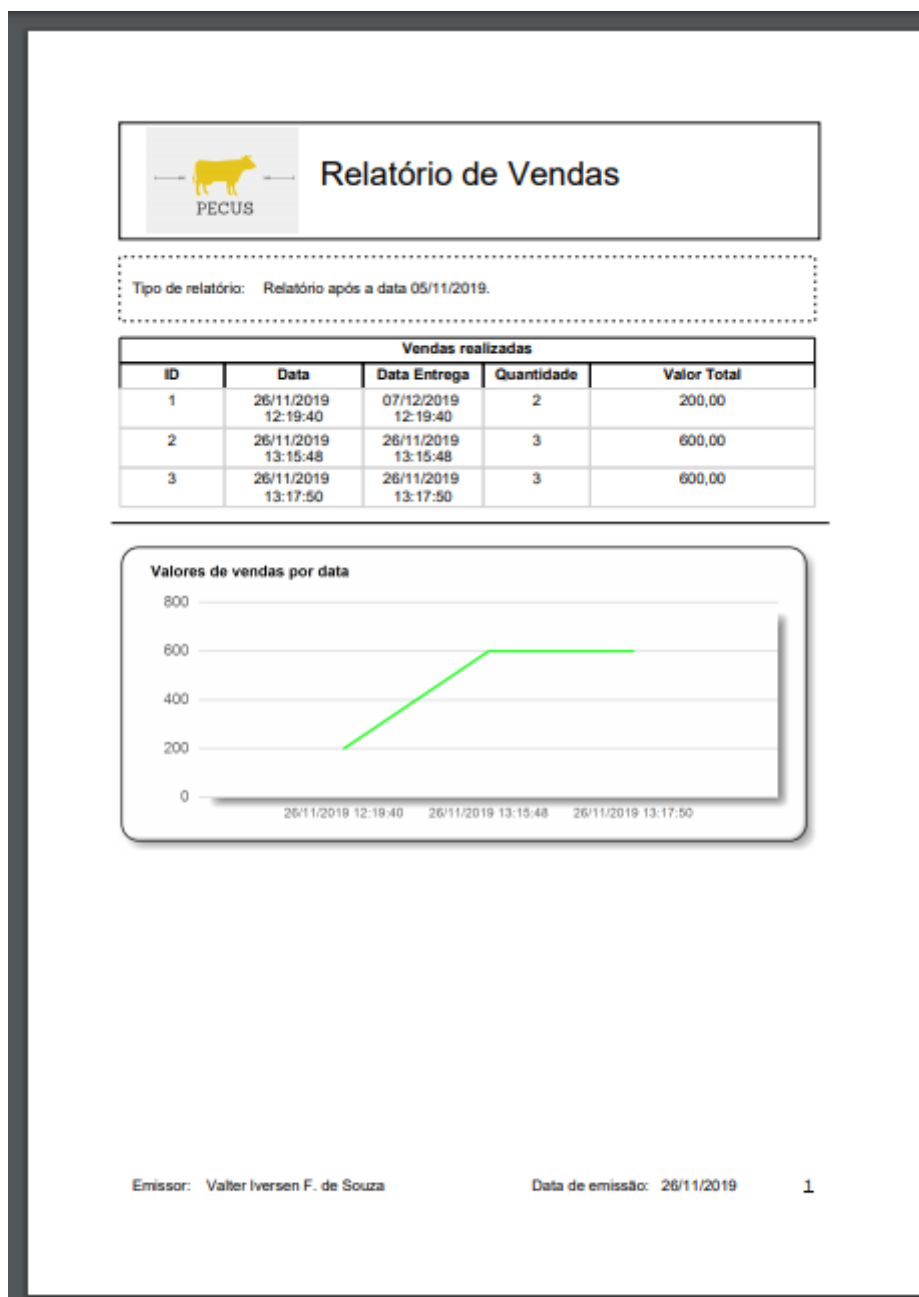 PECUS
Relatório de Vendas
Tipo de relatório: Relatório após a data 05/11/2019.
Vendas realizadas
ID Data Data Entrega Quantidade Valor Total
1 26/11/2019 12:19:40 07/12/2019 12:19:40 2 200,00
2 26/11/2019 13:15:48 26/11/2019 13:15:48 3 600,00
3 26/11/2019 13:17:50 26/11/2019 13:17:50 3 600,00
Valores de vendas por data
800
600
400
200
0
26/11/2019 12:19:40 26/11/2019 13:15:48 26/11/2019 13:17:50
Emissor: Valter Iversen F. de Souza Data de emissão: 26/11/2019 1